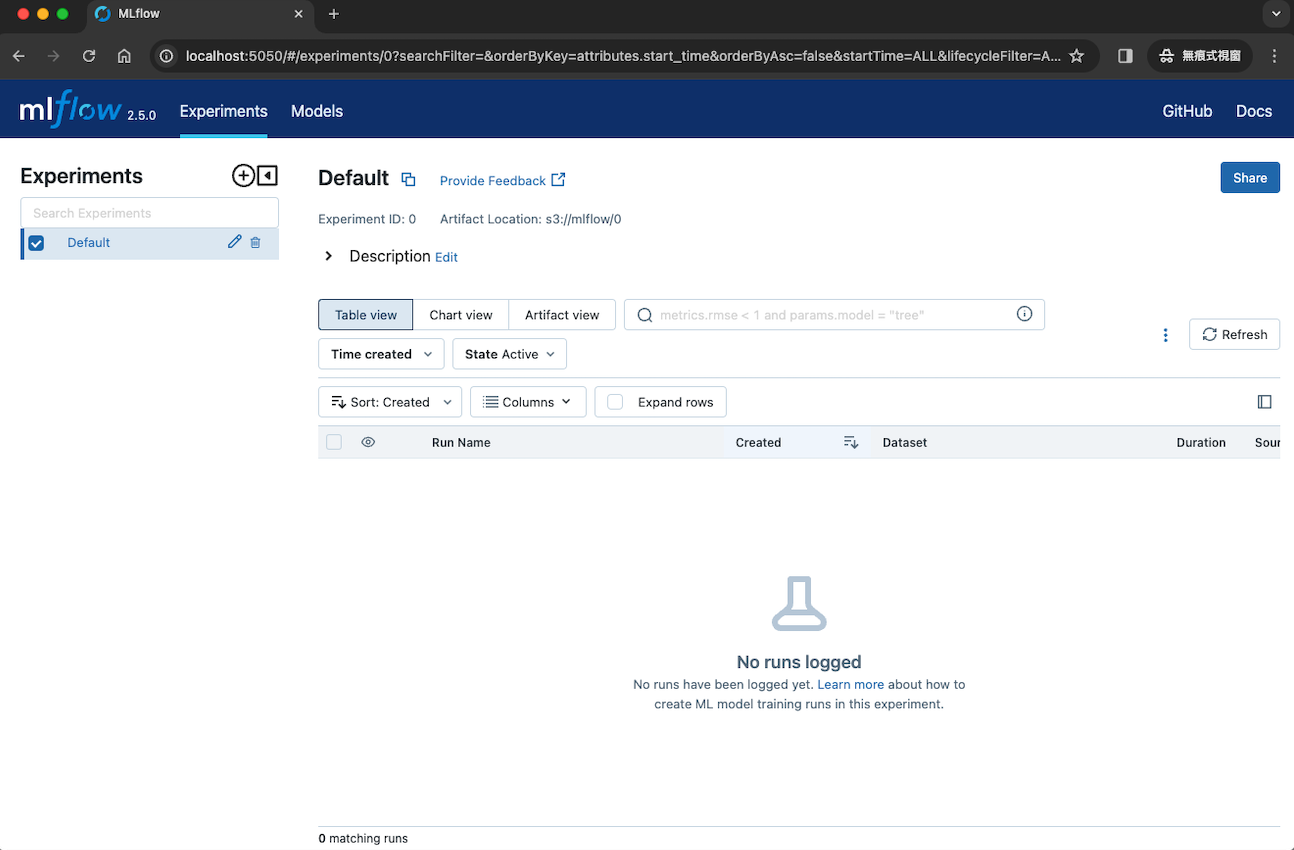 MLflow
localhost:5050/#/experiments/0?searchFilter=&orderByKey=attributes.start_time&orderByAsc=false&startTime=ALL&lifecycleFilter=A...
無痕式視窗
mlflow 2.5.0 Experiments Models GitHub Docs
Experiments
Search Experiments
Default
Default Provide Feedback Share
Experiment ID: 0 Artifact Location: s3://mlflow/0
Description Edit
Table view Chart view Artifact view metrics.rmse < 1 and params.model = "tree"
Refresh
Time created State Active
Sort: Created Columns Expand rows
Run Name Created Dataset Duration Sour
No runs logged
No runs have been logged yet. Learn more about how to
create ML model training runs in this experiment.
0 matching runs